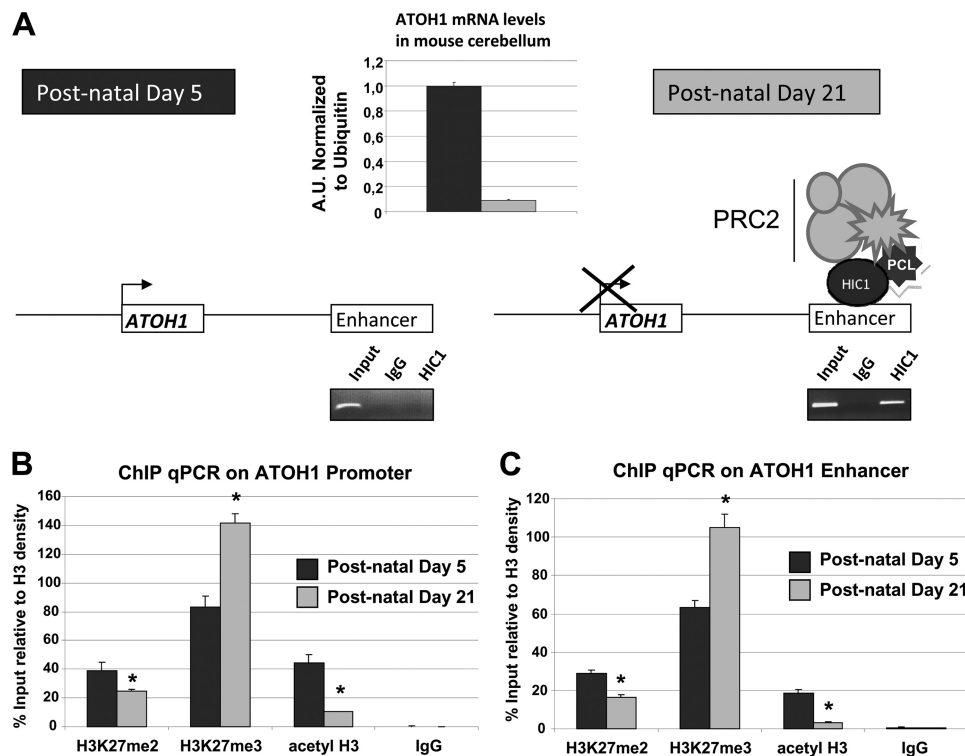 A
ATOH1 mRNA levels
in mouse cerebellum
Post-natal Day 5
Post-natal Day 21
A.U. Normalized
to Ubiquitin
1,2
1,0
0,8
0,6
0,4
0,2
0
PRC2
PCL
HIC1
ATOH1
Enhancer
ATOH1
Enhancer
Input IgG HIC1
Input IgG HIC1
B
ChIP qPCR on ATOH1 Promoter
% Input relative to H3 density
160
140
120
100
80
60
40
20
0
*
*
*
Post-natal Day 5
Post-natal Day 21
H3K27me2 H3K27me3 acetyl H3 IgG
C
ChIP qPCR on ATOH1 Enhancer
% Input relative to H3 density
120
100
80
60
40
20
0
*
*
*
Post-natal Day 5
Post-natal Day 21
H3K27me2 H3K27me3 acetyl H3 IgG